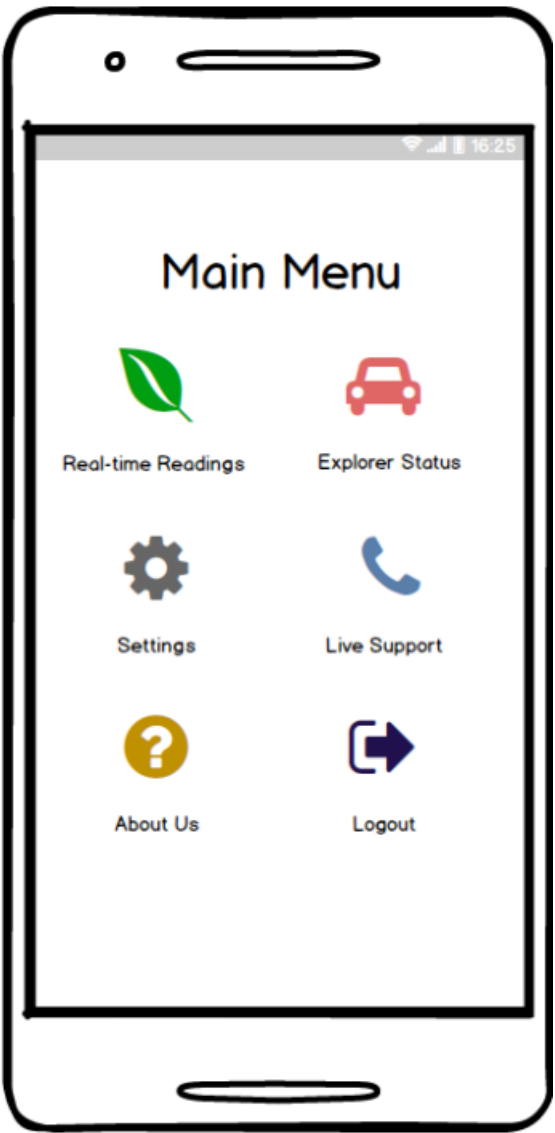 16:25
Main Menu
Real-time Readings
Explorer Status
Settings
Live Support
About Us
Logout